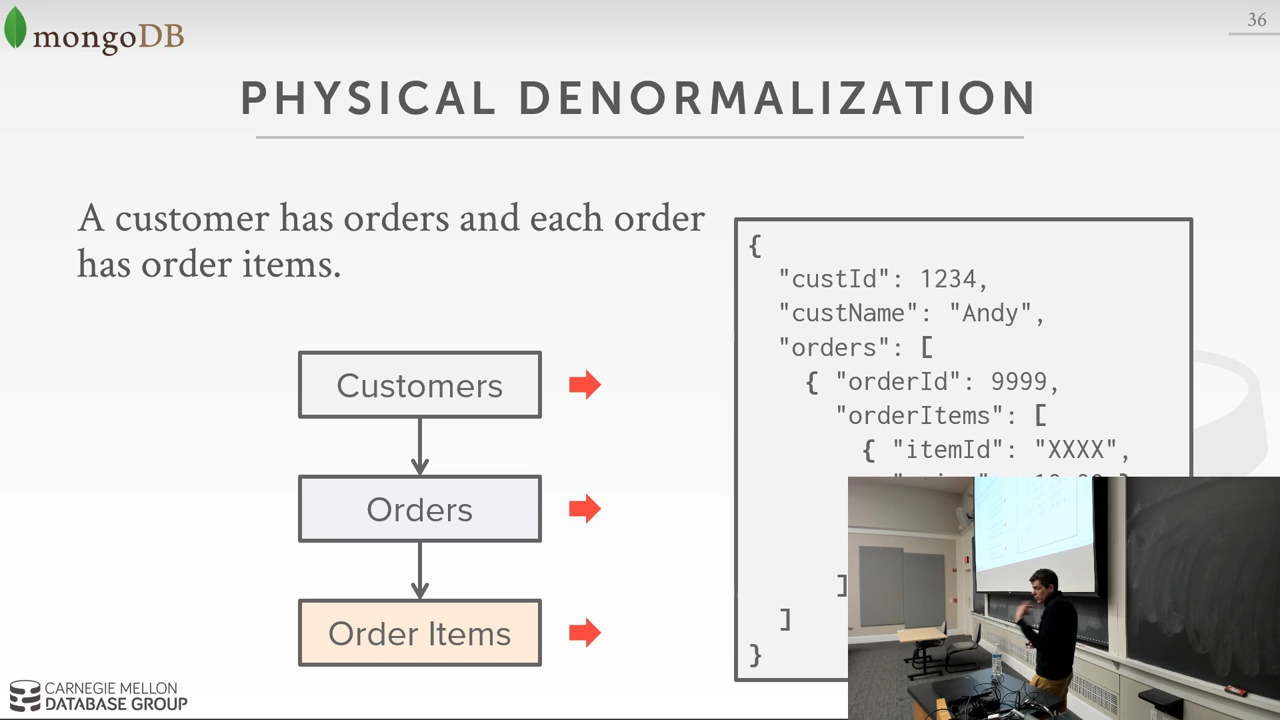 mongoDB
36
PHYSICAL DENORMALIZATION
A customer has orders and each order
has order items.
Customers
Orders
Order Items
{
"custId": 1234,
"custName": "Andy",
"orders": [
{ "orderId": 9999,
"orderItems": [
{ "itemId": "XXXX",
]
]
}
CARNEGIE MELLON
DATABASE GROUP